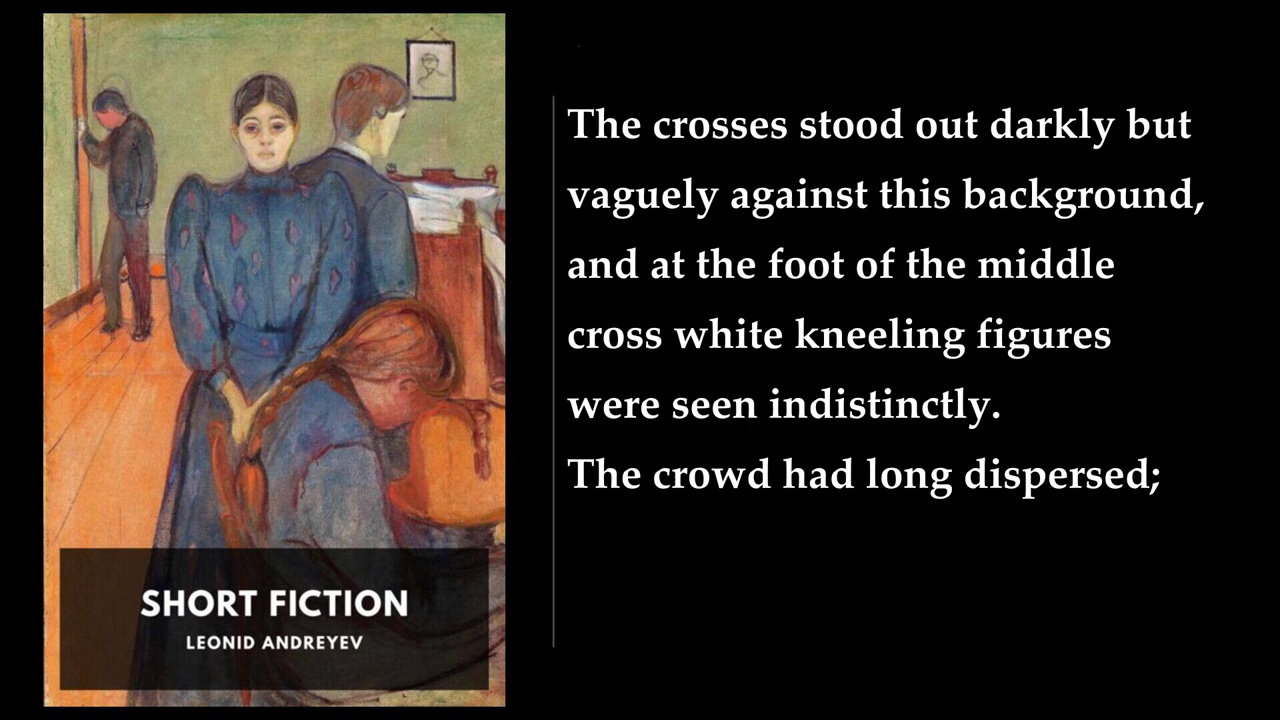 SHORT FICTION
LEONID ANDREYEV
The crosses stood out darkly but
vaguely against this background,
and at the foot of the middle
cross white kneeling figures
were seen indistinctly.
The crowd had long dispersed;